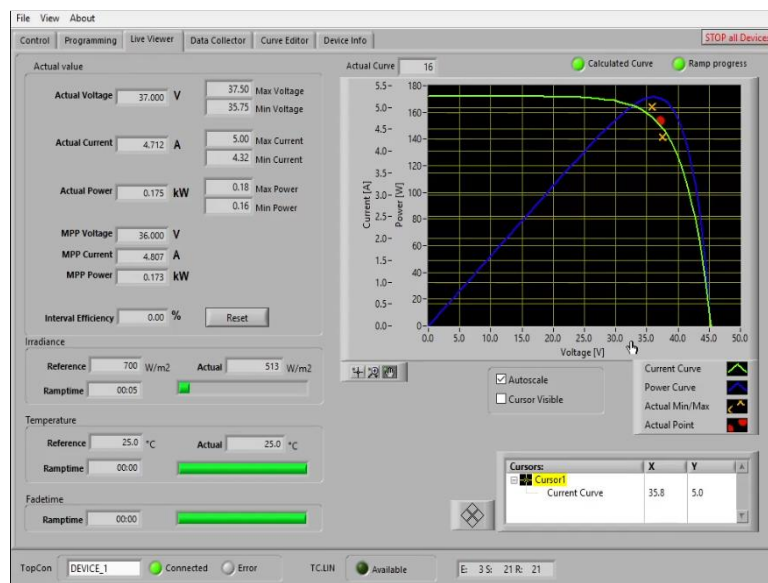 File View About
Control Programming Live Viewer Data Collector Curve Editor Device Info STOP all Devices
Actual value
Actual Voltage 37.000 V
37.50 Max Voltage
35.75 Min Voltage
Actual Current 4.712 A
5.00 Max Current
4.32 Min Current
Actual Power 0.175 kW
0.18 Max Power
0.16 Min Power
MPP Voltage 36.000 V
MPP Current 4.807 A
MPP Power 0.173 kW
Interval Efficiency 0.00 % Reset
Irradiance
Reference 700 W/m2 Actual 513 W/m2
Ramptime 00:05
Temperature
Reference 25.0 °C Actual 25.0 °C
Ramptime 00:00
Fadetime
Ramptime 00:00
Actual Curve 16 Calculated Curve Ramp progress
5.5- 180-
5.0- 160-
4.5- 140-
4.0- 120-
3.5- 100-
3.0- 80-
2.5- 60-
2.0- 40-
1.5- 20-
1.0- 0-
0.5-
0.0-
Current [A]
Power [W]
0.0 5.0 10.0 15.0 20.0 25.0 30.0 35.0 40.0 45.0 50.0
Voltage [V]
Autoscale
Cursor Visible
Current Curve
Power Curve
Actual Min/Max
Actual Point
Cursors: X Y
Cursor1
Current Curve 35.8 5.0
TopCon DEVICE_1 Connected Error TC.LIN Available E: 3 S: 21 R: 21